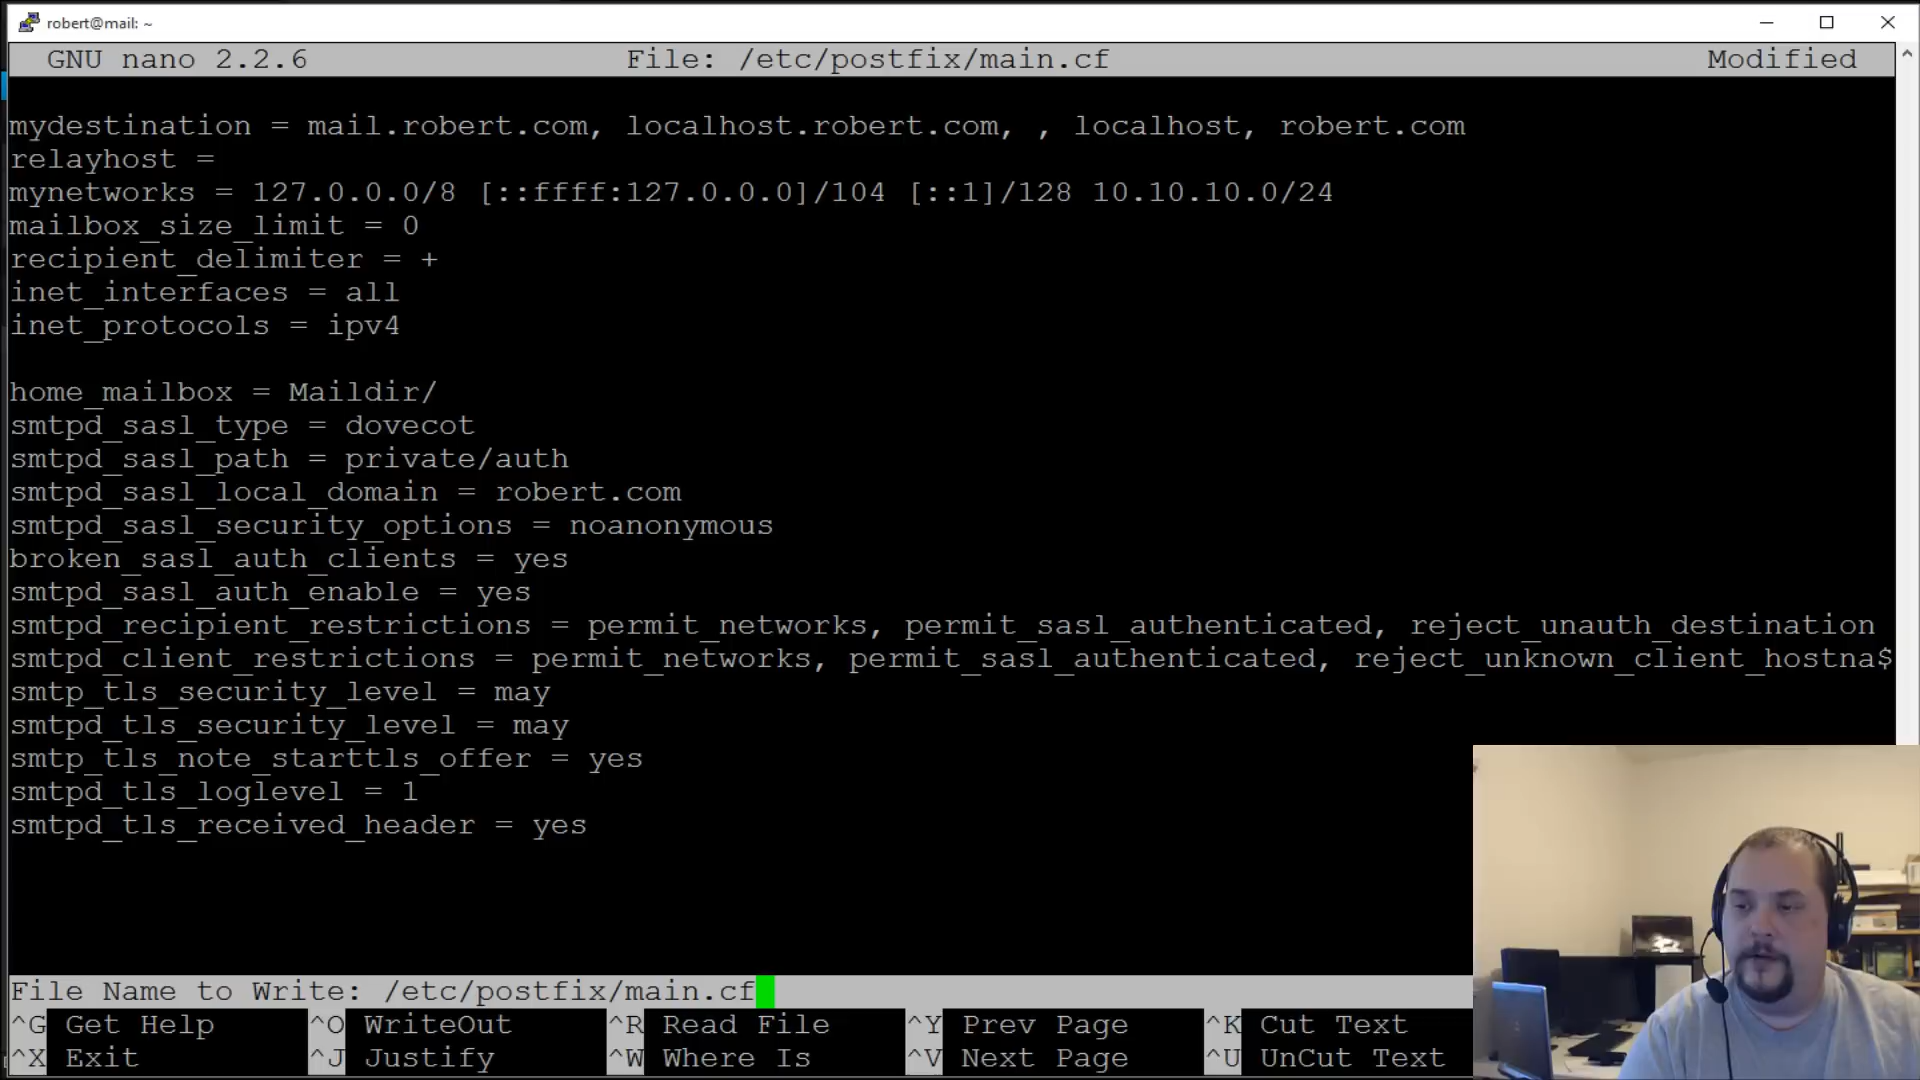 robert@mail: ~
GNU nano 2.2.6 File: /etc/postfix/main.cf Modified
mydestination = mail.robert.com, localhost.robert.com, , localhost, robert.com
relayhost =
mynetworks = 127.0.0.0/8 [::ffff:127.0.0.0]/104 [::1]/128 10.10.10.0/24
mailbox_size_limit = 0
recipient_delimiter = +
inet_interfaces = all
inet_protocols = ipv4
home_mailbox = Maildir/
smtpd_sasl_type = dovecot
smtpd_sasl_path = private/auth
smtpd_sasl_local_domain = robert.com
smtpd_sasl_security_options = noanonymous
broken_sasl_auth_clients = yes
smtpd_sasl_auth_enable = yes
smtpd_recipient_restrictions = permit_networks, permit_sasl_authenticated, reject_unauth_destination
smtpd_client_restrictions = permit_networks, permit_sasl_authenticated, reject_unknown_client_hostna$
smtp_tls_security_level = may
smtpd_tls_security_level = may
smtp_tls_note_starttls_offer = yes
smtpd_tls_loglevel = 1
smtpd_tls_received_header = yes
File Name to Write: /etc/postfix/main.cf
^G Get Help ^O WriteOut ^R Read File ^Y Prev Page ^K Cut Text
^X Exit ^J Justify ^W Where Is ^V Next Page ^U UnCut Text